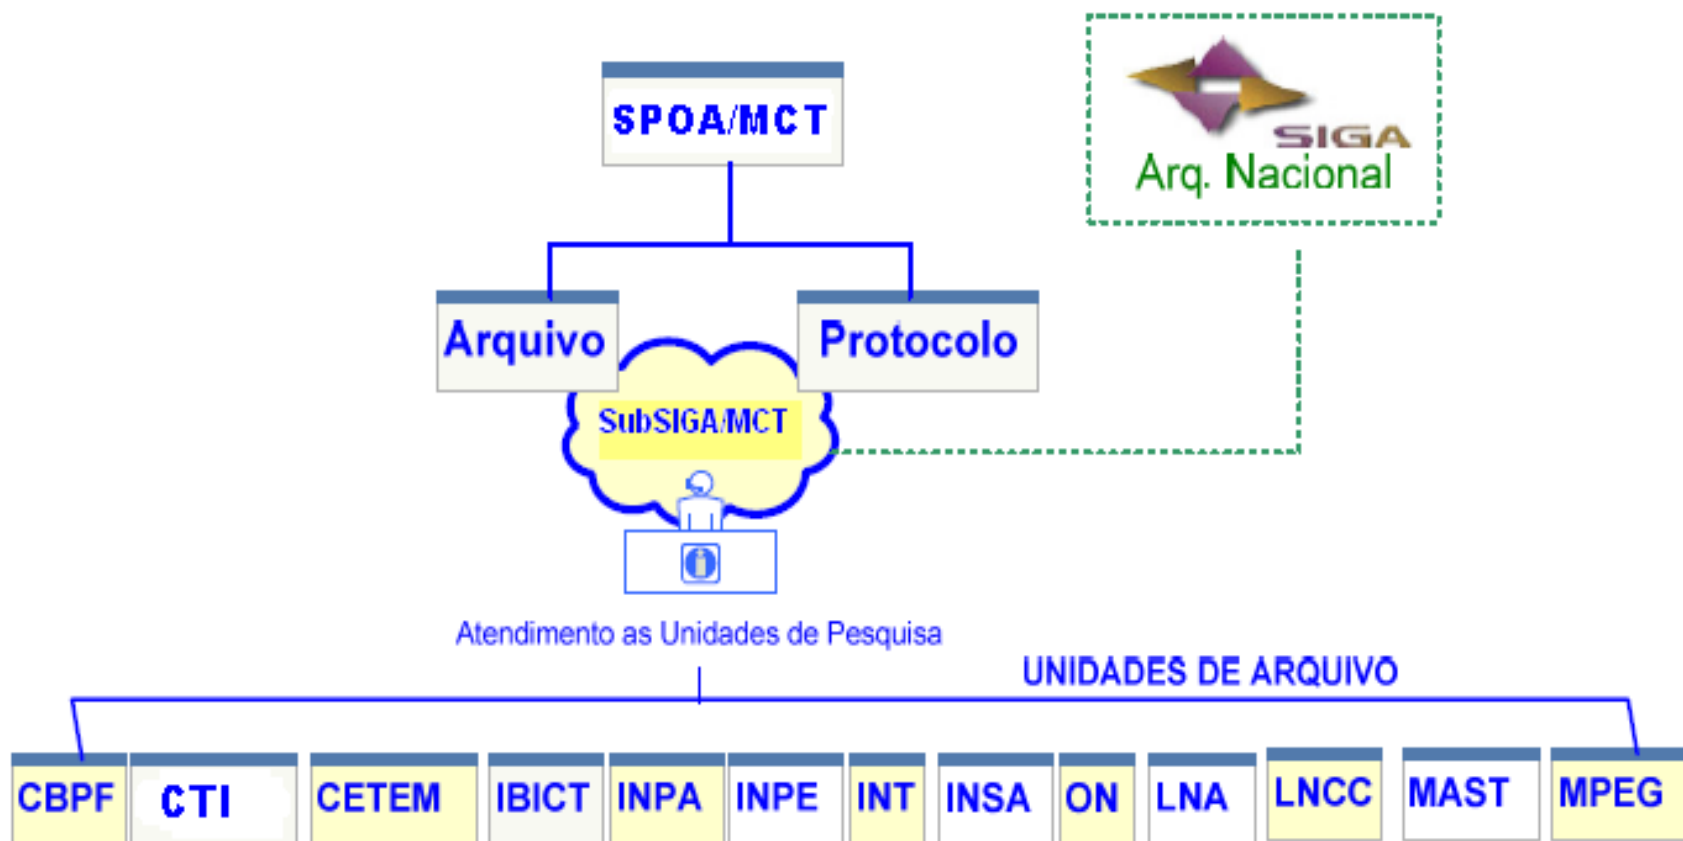 SPOA/MCT
SIGA
Arq. Nacional
Arquivo
Protocolo
SubSIGA/MCT
i
Atendimento as Unidades de Pesquisa
UNIDADES DE ARQUIVO
CBPF
CTI
CETEM
IBICT
INPA
INPE
INT
INSA
ON
LNA
LNCC
MAST
MPEG